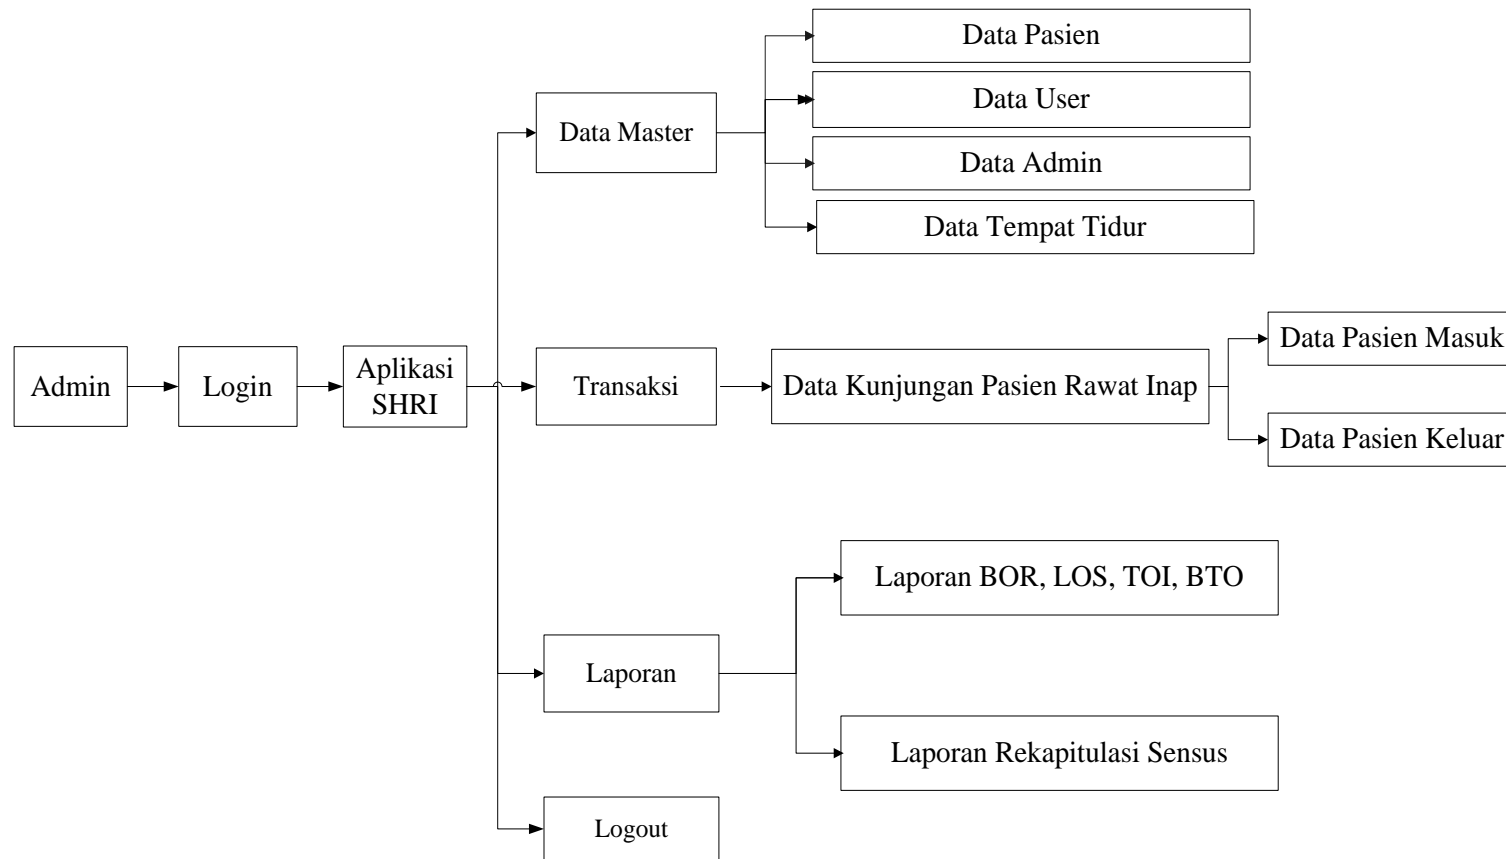 Data Pasien
Data User
Data Master
Data Admin
Data Tempat Tidur
Admin
Login
Aplikasi
SHRI
Transaksi
Data Kunjungan Pasien Rawat Inap
Data Pasien Masuk
Data Pasien Keluar
Laporan BOR, LOS, TOI, BTO
Laporan
Laporan Rekapitulasi Sensus
Logout